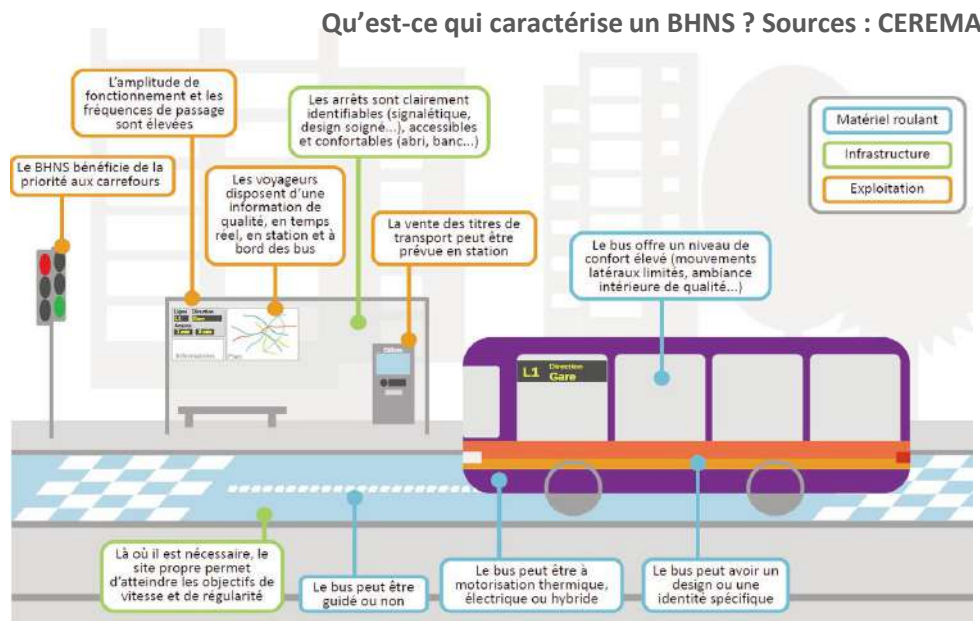 Qu’est-ce qui caractérise un BHNS ? Sources : CEREMA
L’amplitude de
fonctionnement et les
fréquences de passage
sont élevées
Les arrêts sont clairement
identifiables (signalétique,
design soigné...), accessibles
et confortables (abri, banc...)
Matériel roulant
Infrastructure
Exploitation
Le BHNS bénéficie de la
priorité aux carrefours
Les voyageurs
disposent d’une
information de
qualité, en temps
réel, en station et à
bord des bus
La vente des titres de
transport peut être
prévue en station
Le bus offre un niveau de
confort élevé (mouvements
latéraux limités, ambiance
intérieure de qualité...)
Ligne Direction
L1 Gare
Informations
Plan
L1 Direction
Gare
Là où il est nécessaire, le
site propre permet
d’atteindre les objectifs de
vitesse et de régularité
Le bus peut être
guidé ou non
Le bus peut être à
motorisation thermique,
électrique ou hybride
Le bus peut avoir un
design ou une
identité spécifique